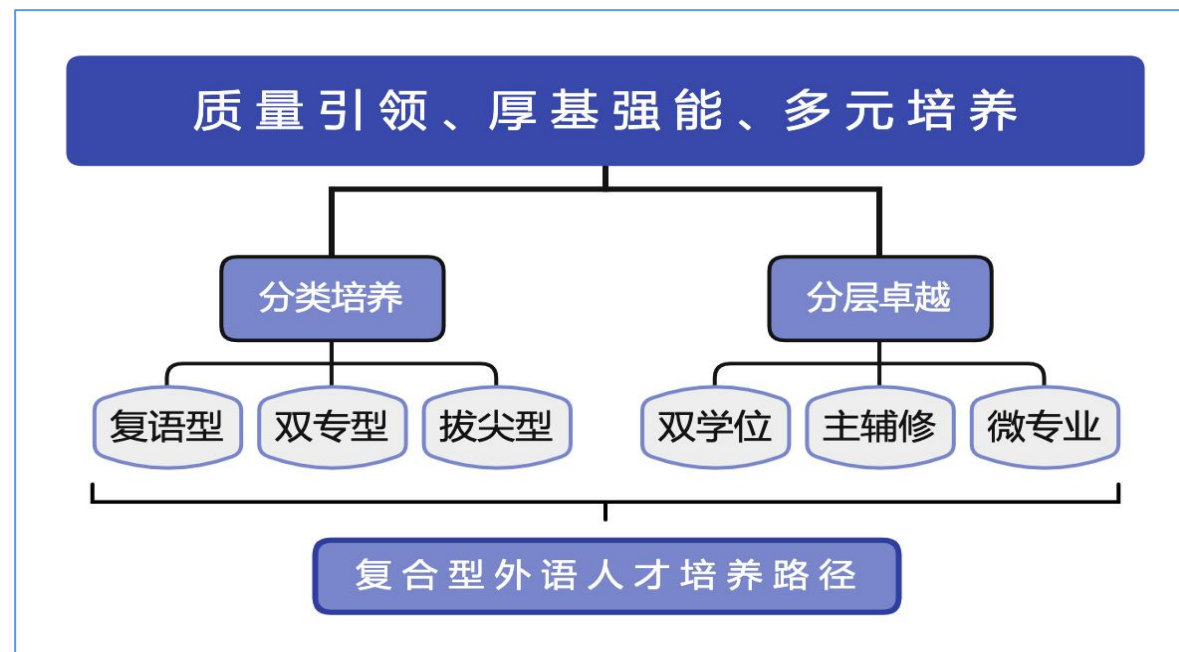 质量引领、厚基强能、多元培养
分类培养
分层卓越
复语型
双专型
拔尖型
双学位
主辅修
微专业
复合型外语人才培养路径